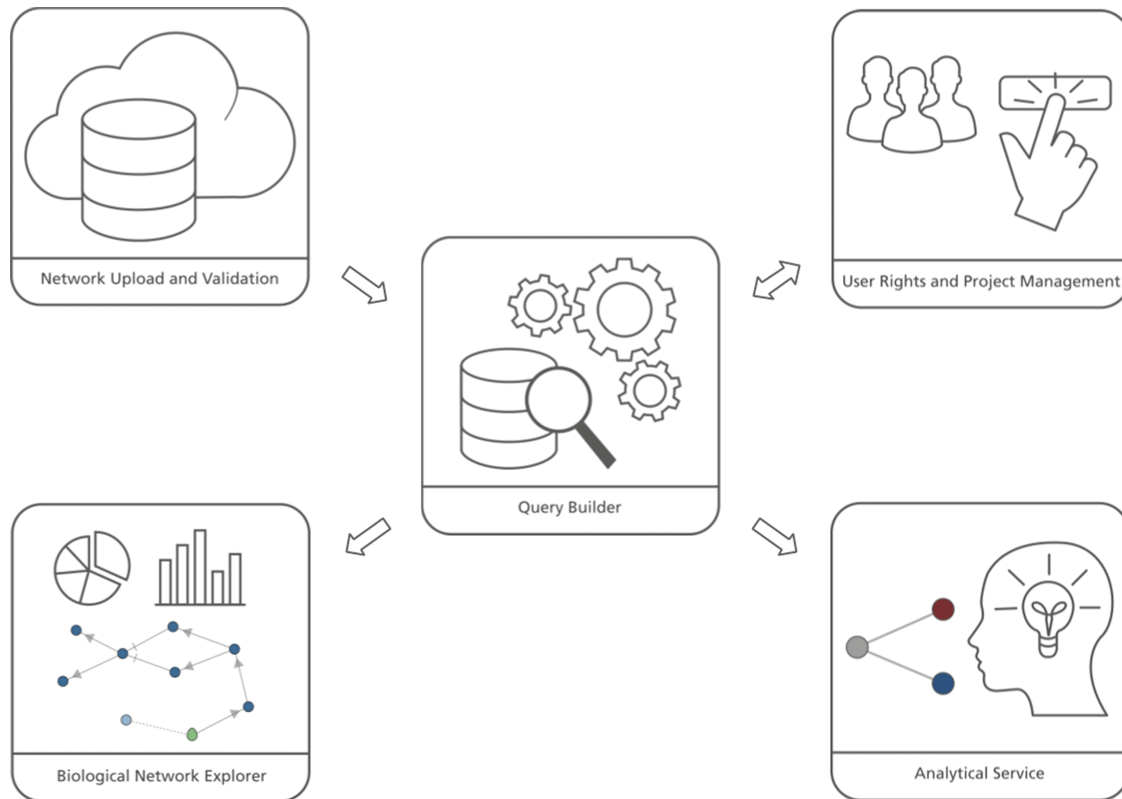 Network Upload and Validation
User Rights and Project Management
Query Builder
Biological Network Explorer
Analytical Service